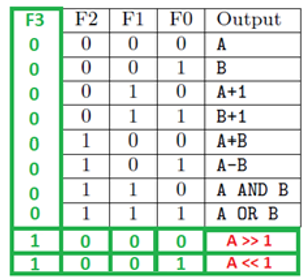 F3 F2 F1 F0 Output
0 0 0 0 A
0 0 0 1 B
0 0 1 0 A+1
0 0 1 1 B+1
0 1 0 0 A+B
0 1 0 1 A-B
0 1 1 0 A AND B
0 1 1 1 A OR B
1 0 0 0 A >> 1
1 0 0 1 A << 1